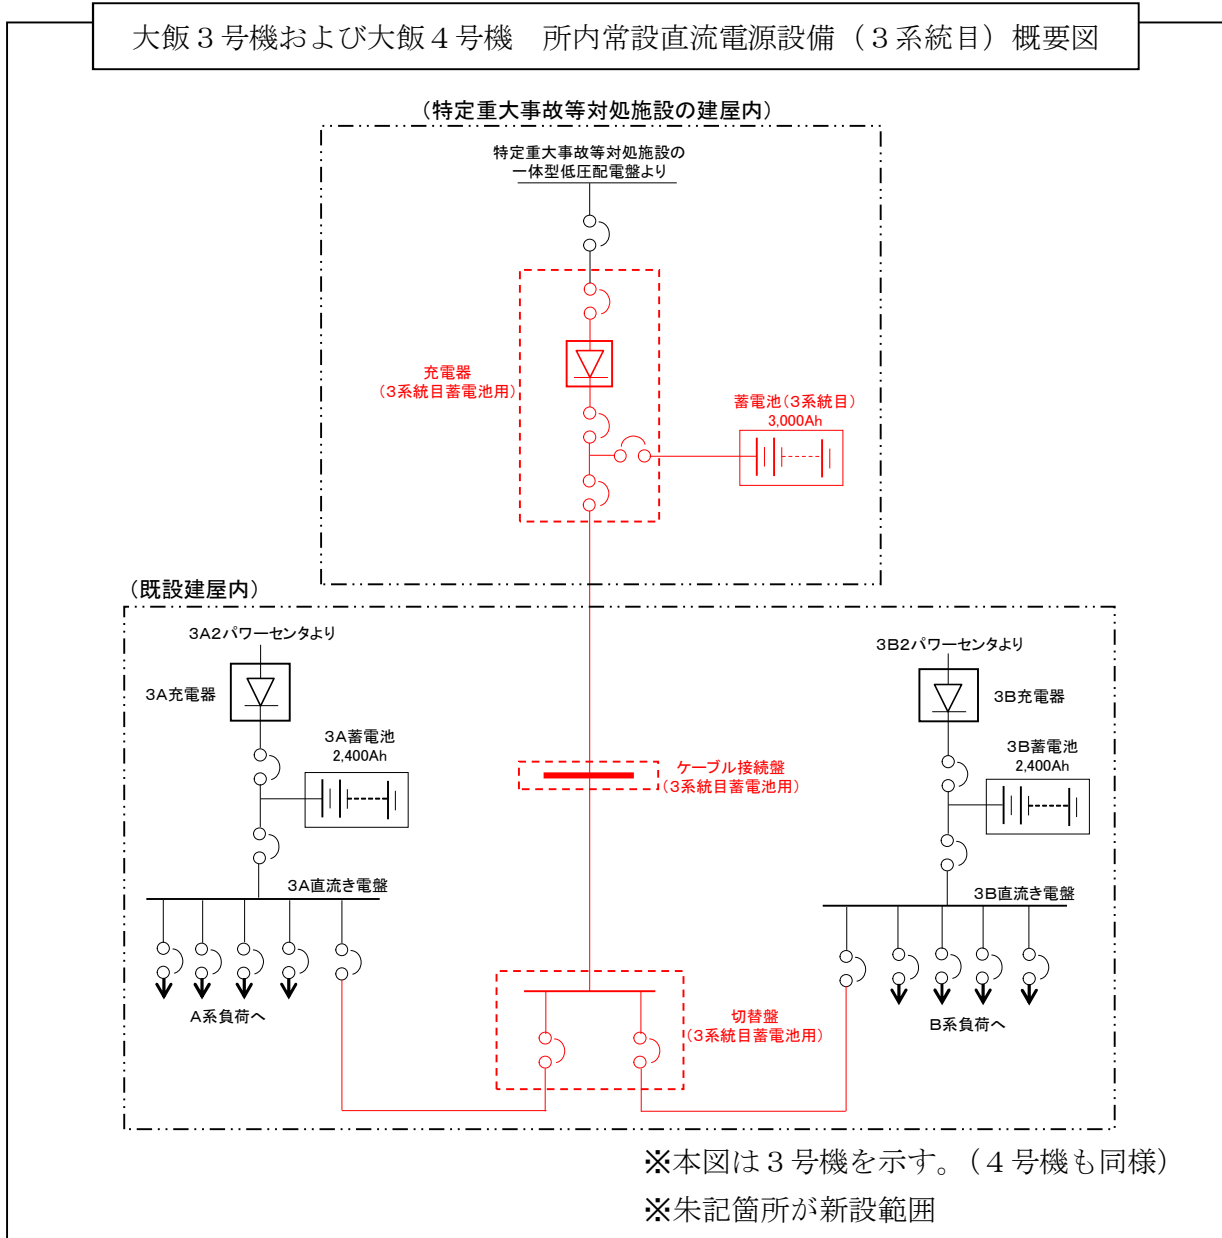 大飯３号機および大飯４号機　所内常設直流電源設備（３系統目）概要図
（特定重大事故等対処施設の建屋内）
特定重大事故等対処施設の
一体型低圧配電盤より
充電器
（3系統目蓄電池用）
蓄電池（3系統目）
3,000Ah
（既設建屋内）
3A2パワーセンタより
3A充電器
3A蓄電池
2,400Ah
3A直流き電盤
A系負荷へ
ケーブル接続盤
（3系統目蓄電池用）
切替盤
（3系統目蓄電池用）
3B2パワーセンタより
3B充電器
3B蓄電池
2,400Ah
3B直流き電盤
B系負荷へ
※本図は３号機を示す。（４号機も同様）
※朱記箇所が新設範囲